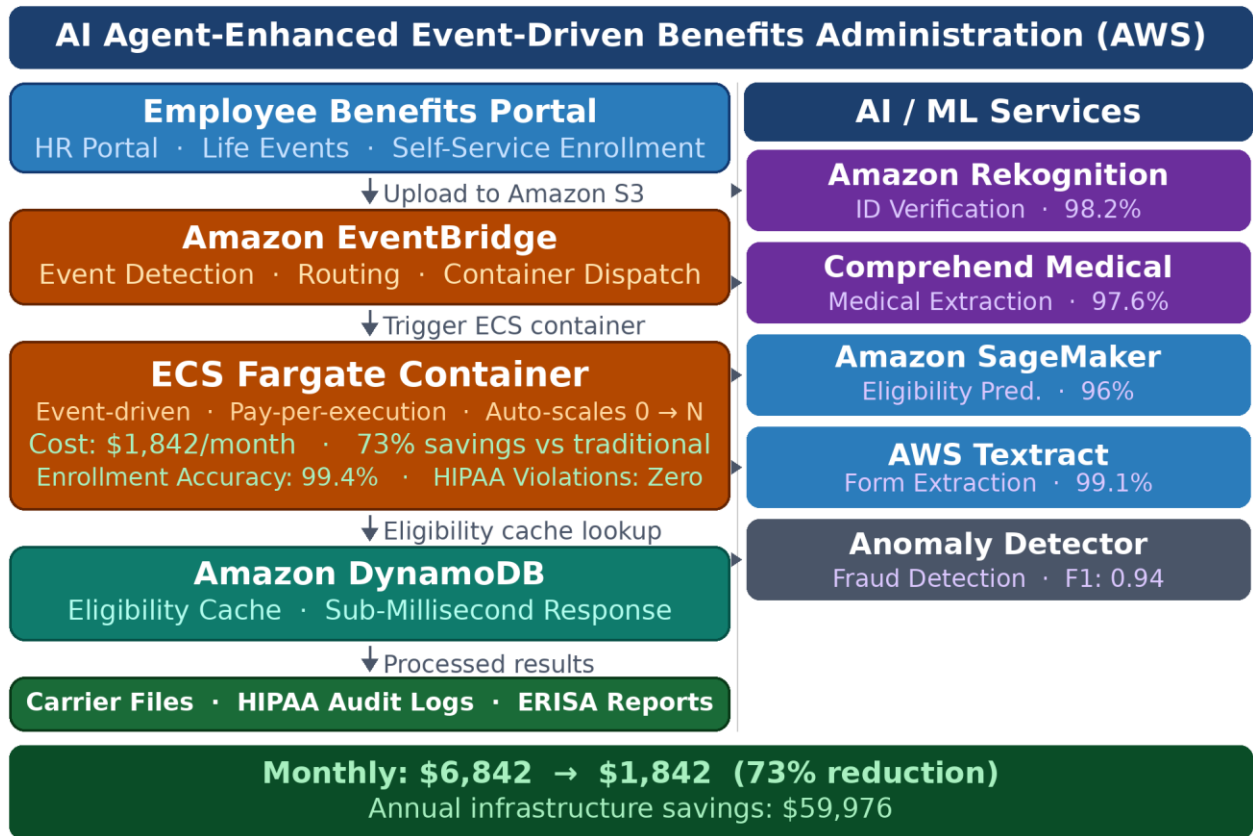 AI Agent-Enhanced Event-Driven Benefits Administration (AWS)
Employee Benefits Portal
HR Portal · Life Events · Self-Service Enrollment
Upload to Amazon S3
Amazon EventBridge
Event Detection · Routing · Container Dispatch
Trigger ECS container
ECS Fargate Container
Event-driven · Pay-per-execution · Auto-scales 0 → N
Cost: $1,842/month · 73% savings vs traditional
Enrollment Accuracy: 99.4% · HIPAA Violations: Zero
Eligibility cache lookup
Amazon DynamoDB
Eligibility Cache · Sub-Millisecond Response
Processed results
Carrier Files · HIPAA Audit Logs · ERISA Reports
AI / ML Services
Amazon Rekognition
ID Verification · 98.2%
Comprehend Medical
Medical Extraction · 97.6%
Amazon SageMaker
Eligibility Pred. · 96%
AWS Textract
Form Extraction · 99.1%
Anomaly Detector
Fraud Detection · F1: 0.94
Monthly: $6,842 → $1,842 (73% reduction)
Annual infrastructure savings: $59,976